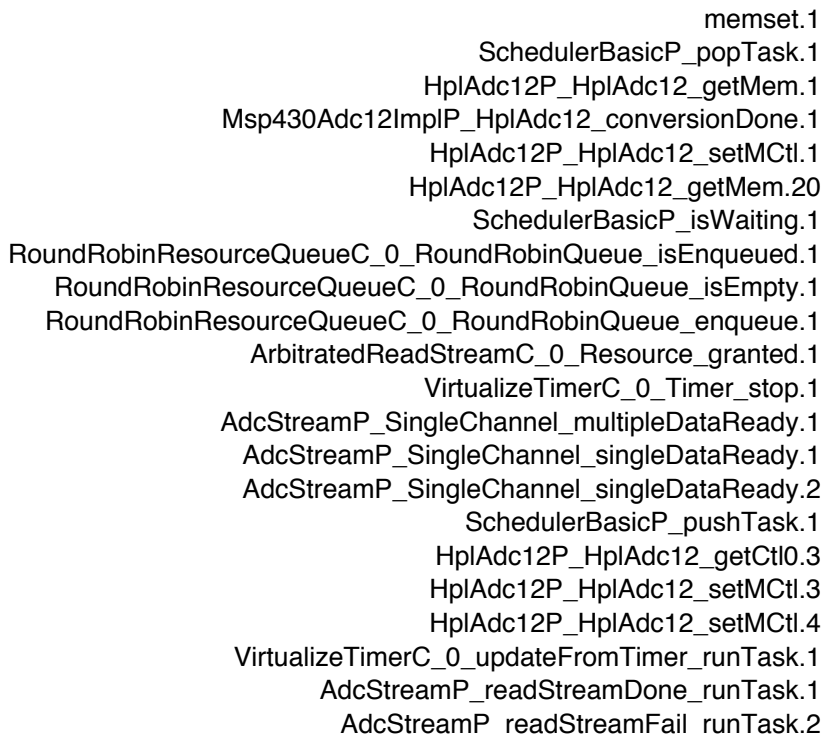 memset.1
SchedulerBasicP_popTask.1
HplAdc12P_HplAdc12_getMem.1
Msp430Adc12ImplP_HplAdc12_conversionDone.1
HplAdc12P_HplAdc12_setMCtl.1
HplAdc12P_HplAdc12_getMem.20
SchedulerBasicP_isWaiting.1
RoundRobinResourceQueueC_0_RoundRobinQueue_isEnqueued.1
RoundRobinResourceQueueC_0_RoundRobinQueue_isEmpty.1
RoundRobinResourceQueueC_0_RoundRobinQueue_enqueue.1
ArbitratedReadStreamC_0_Resource_granted.1
VirtualizeTimerC_0_Timer_stop.1
AdcStreamP_SingleChannel_multipleDataReady.1
AdcStreamP_SingleChannel_singleDataReady.1
AdcStreamP_SingleChannel_singleDataReady.2
SchedulerBasicP_pushTask.1
HplAdc12P_HplAdc12_getCtl0.3
HplAdc12P_HplAdc12_setMCtl.3
HplAdc12P_HplAdc12_setMCtl.4
VirtualizeTimerC_0_updateFromTimer_runTask.1
AdcStreamP_readStreamDone_runTask.1
AdcStreamP_readStreamFail_runTask.2